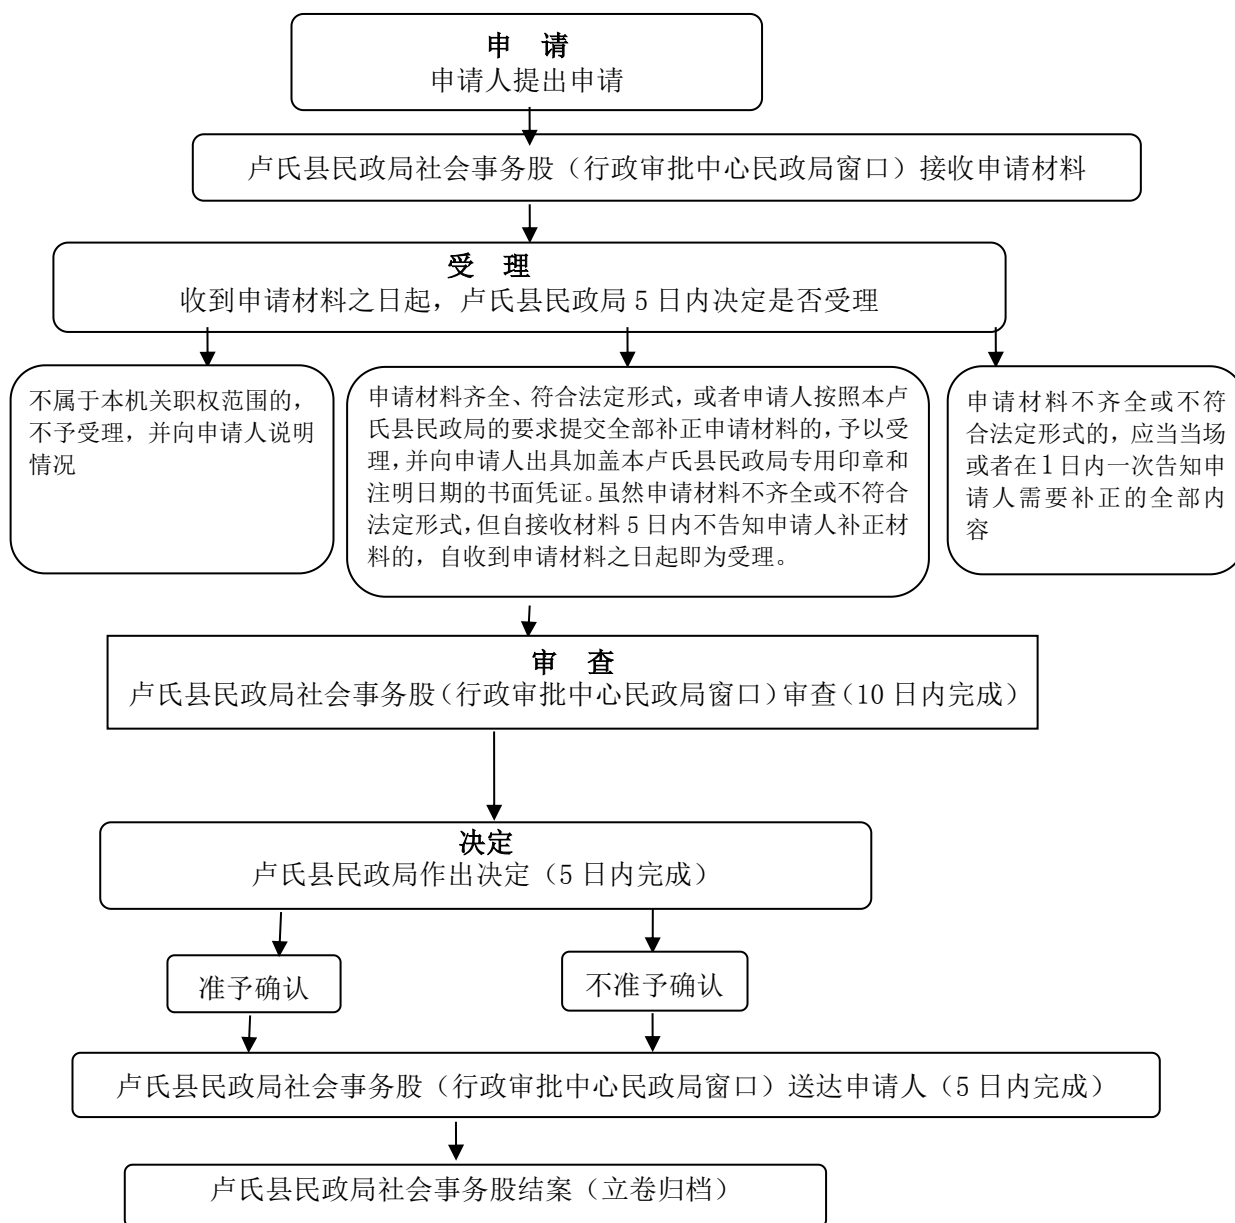 申 请
申请人提出申请
卢氏县民政局社会事务股（行政审批中心民政局窗口）接收申请材料
受 理
收到申请材料之日起，卢氏县民政局 5 日内决定是否受理
不属于本机关职权范围的，
不予受理，并向申请人说明
情况
申请材料齐全、符合法定形式，或者申请人按照本卢
氏县民政局的要求提交全部补正申请材料的，予以受
理，并向申请人出具加盖本卢氏县民政局专用印章和
注明日期的书面凭证。虽然申请材料不齐全或不符合
法定形式，但自接收材料 5 日内不告知申请人补正材
料的，自收到申请材料之日起即为受理。
申请材料不齐全或不符
合法定形式的，应当当场
或者在 1 日内一次告知申
请人需要补正的全部内
容
审 查
卢氏县民政局社会事务股（行政审批中心民政局窗口）审查（10 日内完成）
决定
卢氏县民政局作出决定（5 日内完成）
准予确认
不准予确认
卢氏县民政局社会事务股（行政审批中心民政局窗口）送达申请人（5 日内完成）
卢氏县民政局社会事务股结案（立卷归档）